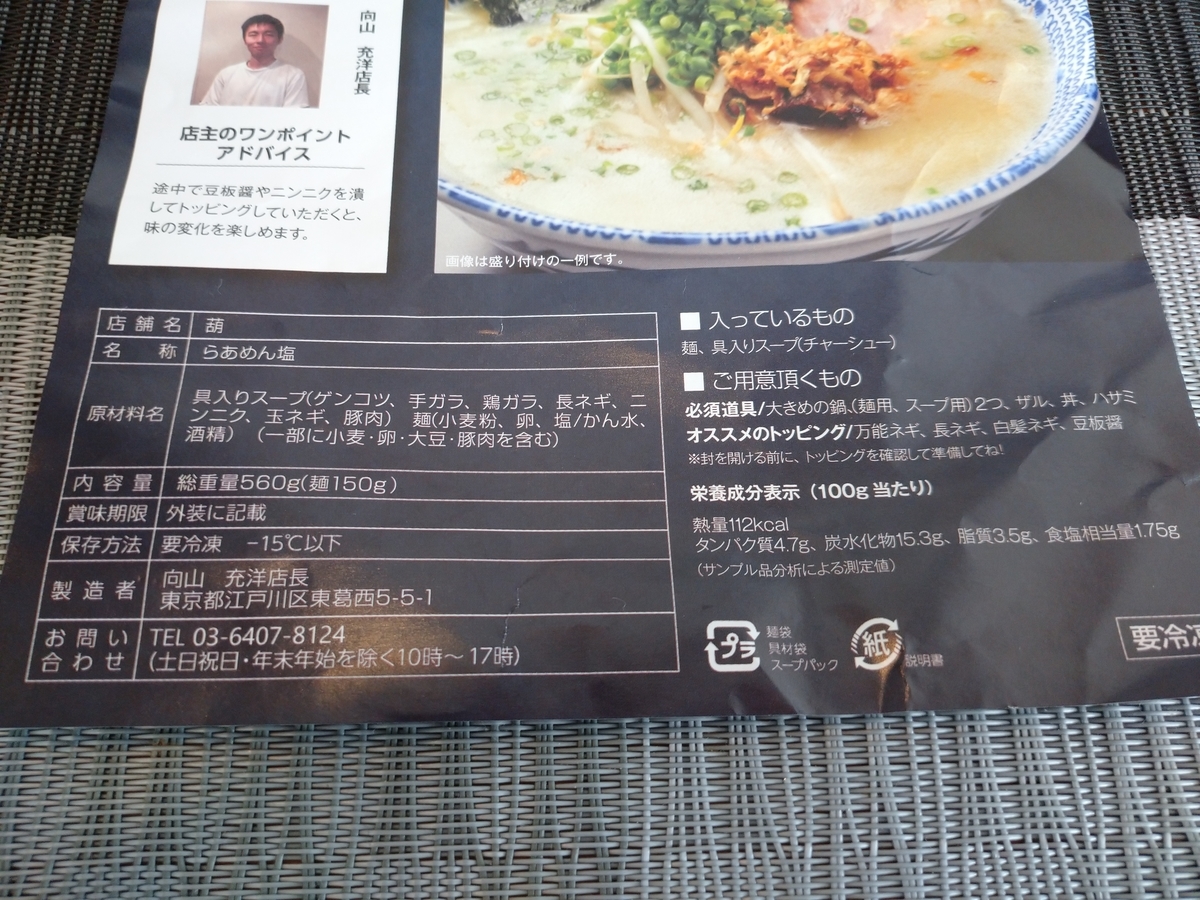 向山 充洋店長
店主のワンポイント
アドバイス
途中で豆板醤やニンニクを潰
してトッピングしていただくと、
味の変化を楽しめます。
画像は盛り付けの一例です。
店舗名 葫
名称 らあめん塩
原材料名 具入りスープ(ゲンコツ、手ガラ、鶏ガラ、長ネギ、ニ
ンニク、玉ネギ、豚肉) 麺(小麦粉、卵、塩/かん水、
酒精) (一部に小麦・卵・大豆・豚肉を含む)
内容量 総重量560g(麺150g)
賞味期限 外装に記載
保存方法 要冷凍 -15℃以下
製造者 向山 充洋店長
東京都江戸川区東葛西5-5-1
お問い合わせ TEL 03-6407-8124
(土日祝日・年末年始を除く10時～17時)
■ 入っているもの
麺、具入りスープ(チャーシュー)
■ ご用意頂くもの
必須道具/大きめの鍋、(麺用、スープ用)2つ、ザル、丼、ハサミ
オススメのトッピング/万能ネギ、長ネギ、白髪ネギ、豆板醤
※封を開ける前に、トッピングを確認して準備してね!
栄養成分表示(100g当たり)
熱量112kcal
タンパク質4.7g、炭水化物15.3g、脂質3.5g、食塩相当量1.75g
(サンプル品分析による測定値)
プラ
麺袋
具材袋
スープパック
紙
説明書
要冷凍